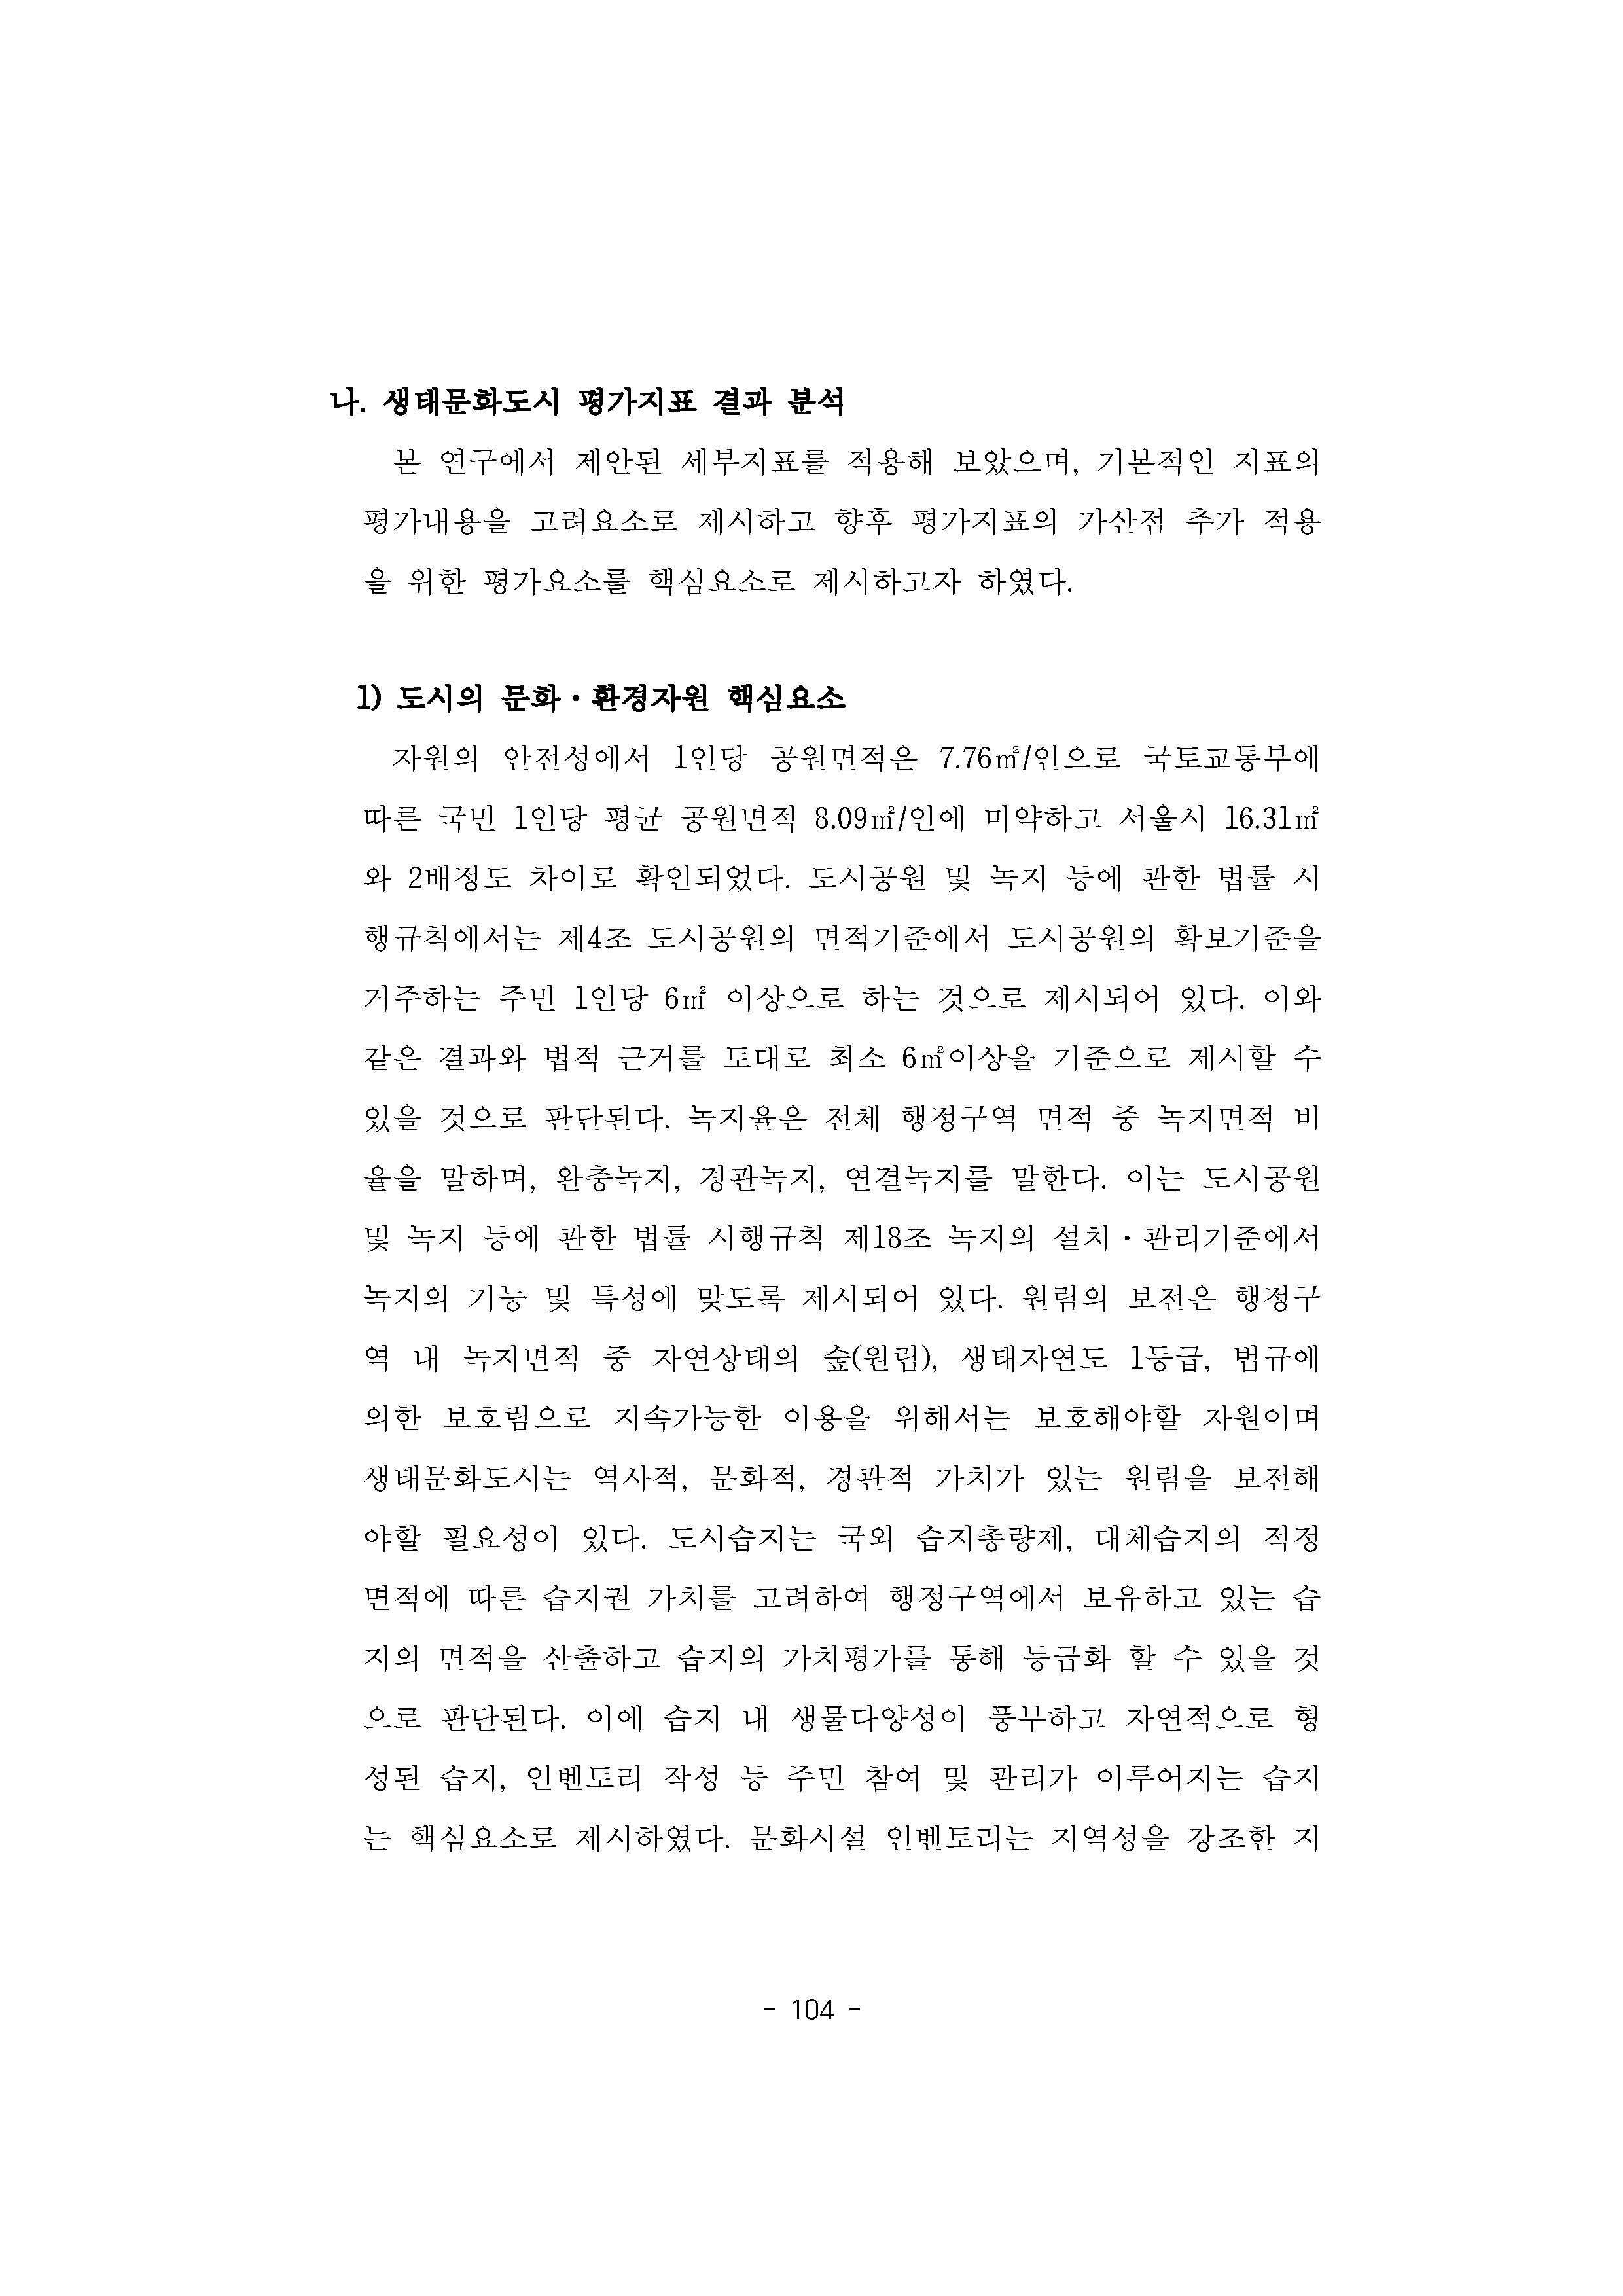 나. 생태문화도시 평가지표 결과 분석
본 연구에서 제안된 세부지표를 적용해 보았으며, 기본적인 지표의
평가내용을 고려요소로 제시하고 향후 평가지표의 가산점 추가 적용
을 위한 평가요소를 핵심요소로 제시하고자 하였다.
1) 도시의 문화·환경자원 핵심요소
자원의 안전성에서 1인당 공원면적은 7.76㎡/인으로 국토교통부에
따른 국민 1인당 평균 공원면적 8.09㎡/인에 미약하고 서울시 16.31㎡
와 2배정도 차이로 확인되었다. 도시공원 및 녹지 등에 관한 법률 시
행규칙에서는 제4조 도시공원의 면적기준에서 도시공원의 확보기준을
거주하는 주민 1인당 6㎡ 이상으로 하는 것으로 제시되어 있다. 이와
같은 결과와 법적 근거를 토대로 최소 6㎡이상을 기준으로 제시할 수
있을 것으로 판단된다. 녹지율은 전체 행정구역 면적 중 녹지면적 비
율을 말하며, 완충녹지, 경관녹지, 연결녹지를 말한다. 이는 도시공원
및 녹지 등에 관한 법률 시행규칙 제18조 녹지의 설치·관리기준에서
녹지의 기능 및 특성에 맞도록 제시되어 있다. 원림의 보전은 행정구
역 내 녹지면적 중 자연상태의 숲(원림), 생태자연도 1등급, 법규에
의한 보호림으로 지속가능한 이용을 위해서는 보호해야할 자원이며
생태문화도시는 역사적, 문화적, 경관적 가치가 있는 원림을 보전해
야할 필요성이 있다. 도시습지는 국외 습지총량제, 대체습지의 적정
면적에 따른 습지권 가치를 고려하여 행정구역에서 보유하고 있는 습
지의 면적을 산출하고 습지의 가치평가를 통해 등급화 할 수 있을 것
으로 판단된다. 이에 습지 내 생물다양성이 풍부하고 자연적으로 형
성된 습지, 인벤토리 작성 등 주민 참여 및 관리가 이루어지는 습지
는 핵심요소로 제시하였다. 문화시설 인벤토리는 지역성을 강조한 지
- 104 -